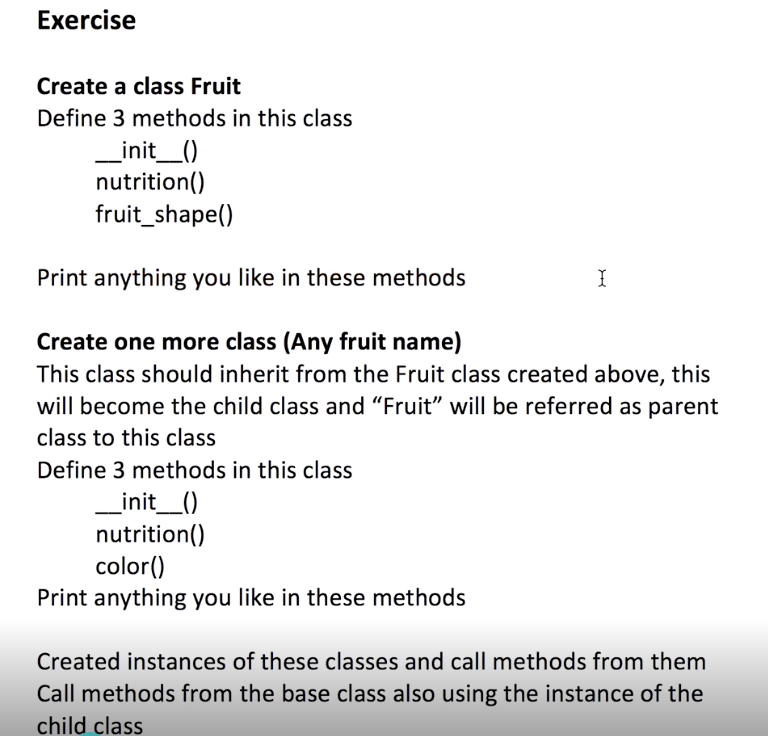 Exercise
Create a class Fruit
Define 3 methods in this class
__init__()
nutrition()
fruit_shape()
Print anything you like in these methods
Create one more class (Any fruit name)
This class should inherit from the Fruit class created above, this
will become the child class and “Fruit” will be referred as parent
class to this class
Define 3 methods in this class
__init__()
nutrition()
color()
Print anything you like in these methods
Created instances of these classes and call methods from them
Call methods from the base class also using the instance of the
child class